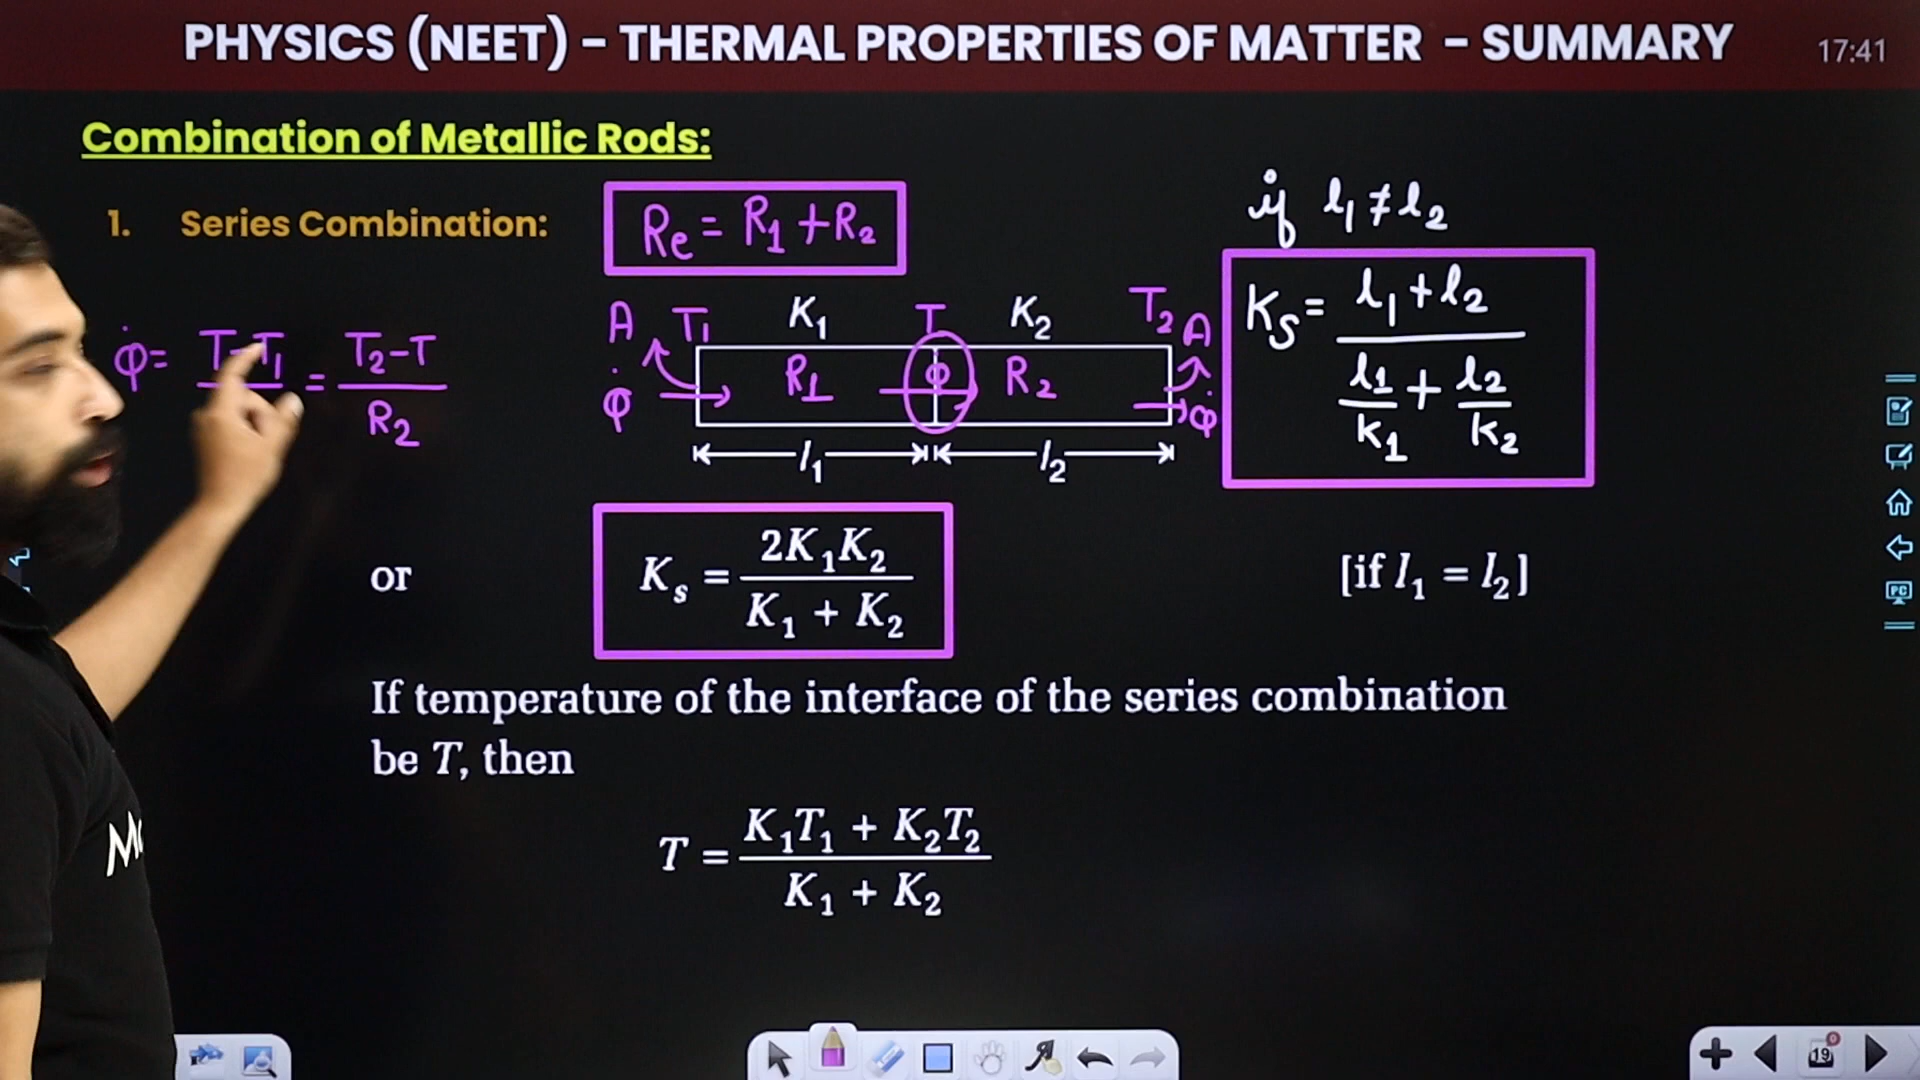 PHYSICS (NEET) - THERMAL PROPERTIES OF MATTER - SUMMARY
17:41
Combination of Metallic Rods:
1. Series Combination:
Re = R1 + R2
if l1 ≠ l2
Ks = (l1 + l2) / (l1/k1 + l2/k2)
φ̇ = T-T1 / = T2-T / R2
A T1 K1 T K2 T2 A
φ̇ R1 φ R2 φ̇
l1 l2
or Ks = 2K1K2 / (K1 + K2) [if l1 = l2]
If temperature of the interface of the series combination
be T, then
T = (K1T1 + K2T2) / (K1 + K2)
PC
19